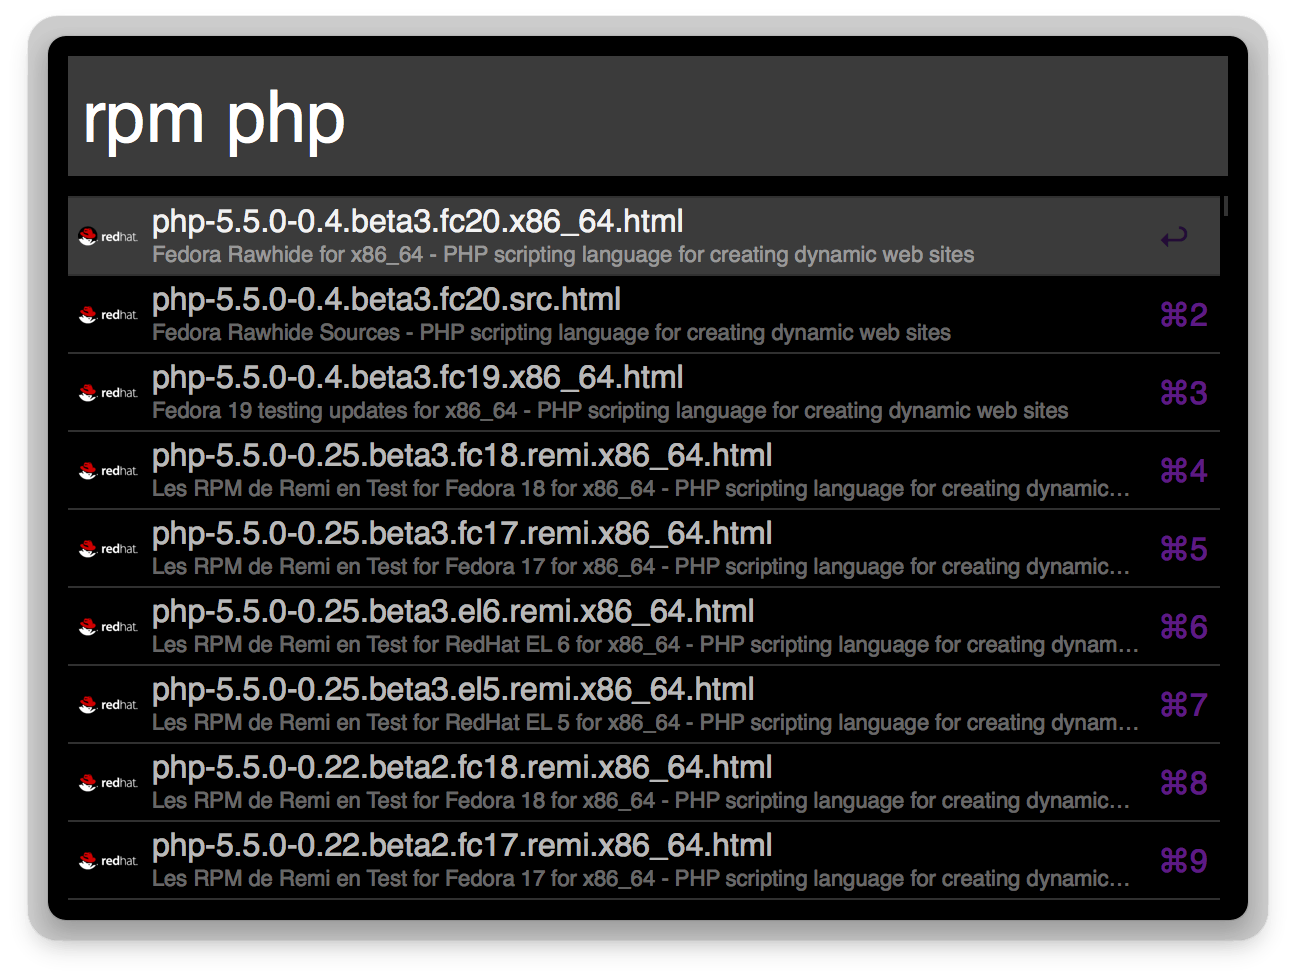 rpm php
redhat. php-5.5.0-0.4.beta3.fc20.x86_64.html ↩
Fedora Rawhide for x86_64 - PHP scripting language for creating dynamic web sites
redhat. php-5.5.0-0.4.beta3.fc20.src.html ⌘2
Fedora Rawhide Sources - PHP scripting language for creating dynamic web sites
redhat. php-5.5.0-0.4.beta3.fc19.x86_64.html ⌘3
Fedora 19 testing updates for x86_64 - PHP scripting language for creating dynamic web sites
redhat. php-5.5.0-0.25.beta3.fc18.remi.x86_64.html ⌘4
Les RPM de Remi en Test for Fedora 18 for x86_64 - PHP scripting language for creating dynamic…
redhat. php-5.5.0-0.25.beta3.fc17.remi.x86_64.html ⌘5
Les RPM de Remi en Test for Fedora 17 for x86_64 - PHP scripting language for creating dynamic…
redhat. php-5.5.0-0.25.beta3.el6.remi.x86_64.html ⌘6
Les RPM de Remi en Test for RedHat EL 6 for x86_64 - PHP scripting language for creating dynam…
redhat. php-5.5.0-0.25.beta3.el5.remi.x86_64.html ⌘7
Les RPM de Remi en Test for RedHat EL 5 for x86_64 - PHP scripting language for creating dynam…
redhat. php-5.5.0-0.22.beta2.fc18.remi.x86_64.html ⌘8
Les RPM de Remi en Test for Fedora 18 for x86_64 - PHP scripting language for creating dynamic…
redhat. php-5.5.0-0.22.beta2.fc17.remi.x86_64.html ⌘9
Les RPM de Remi en Test for Fedora 17 for x86_64 - PHP scripting language for creating dynamic…